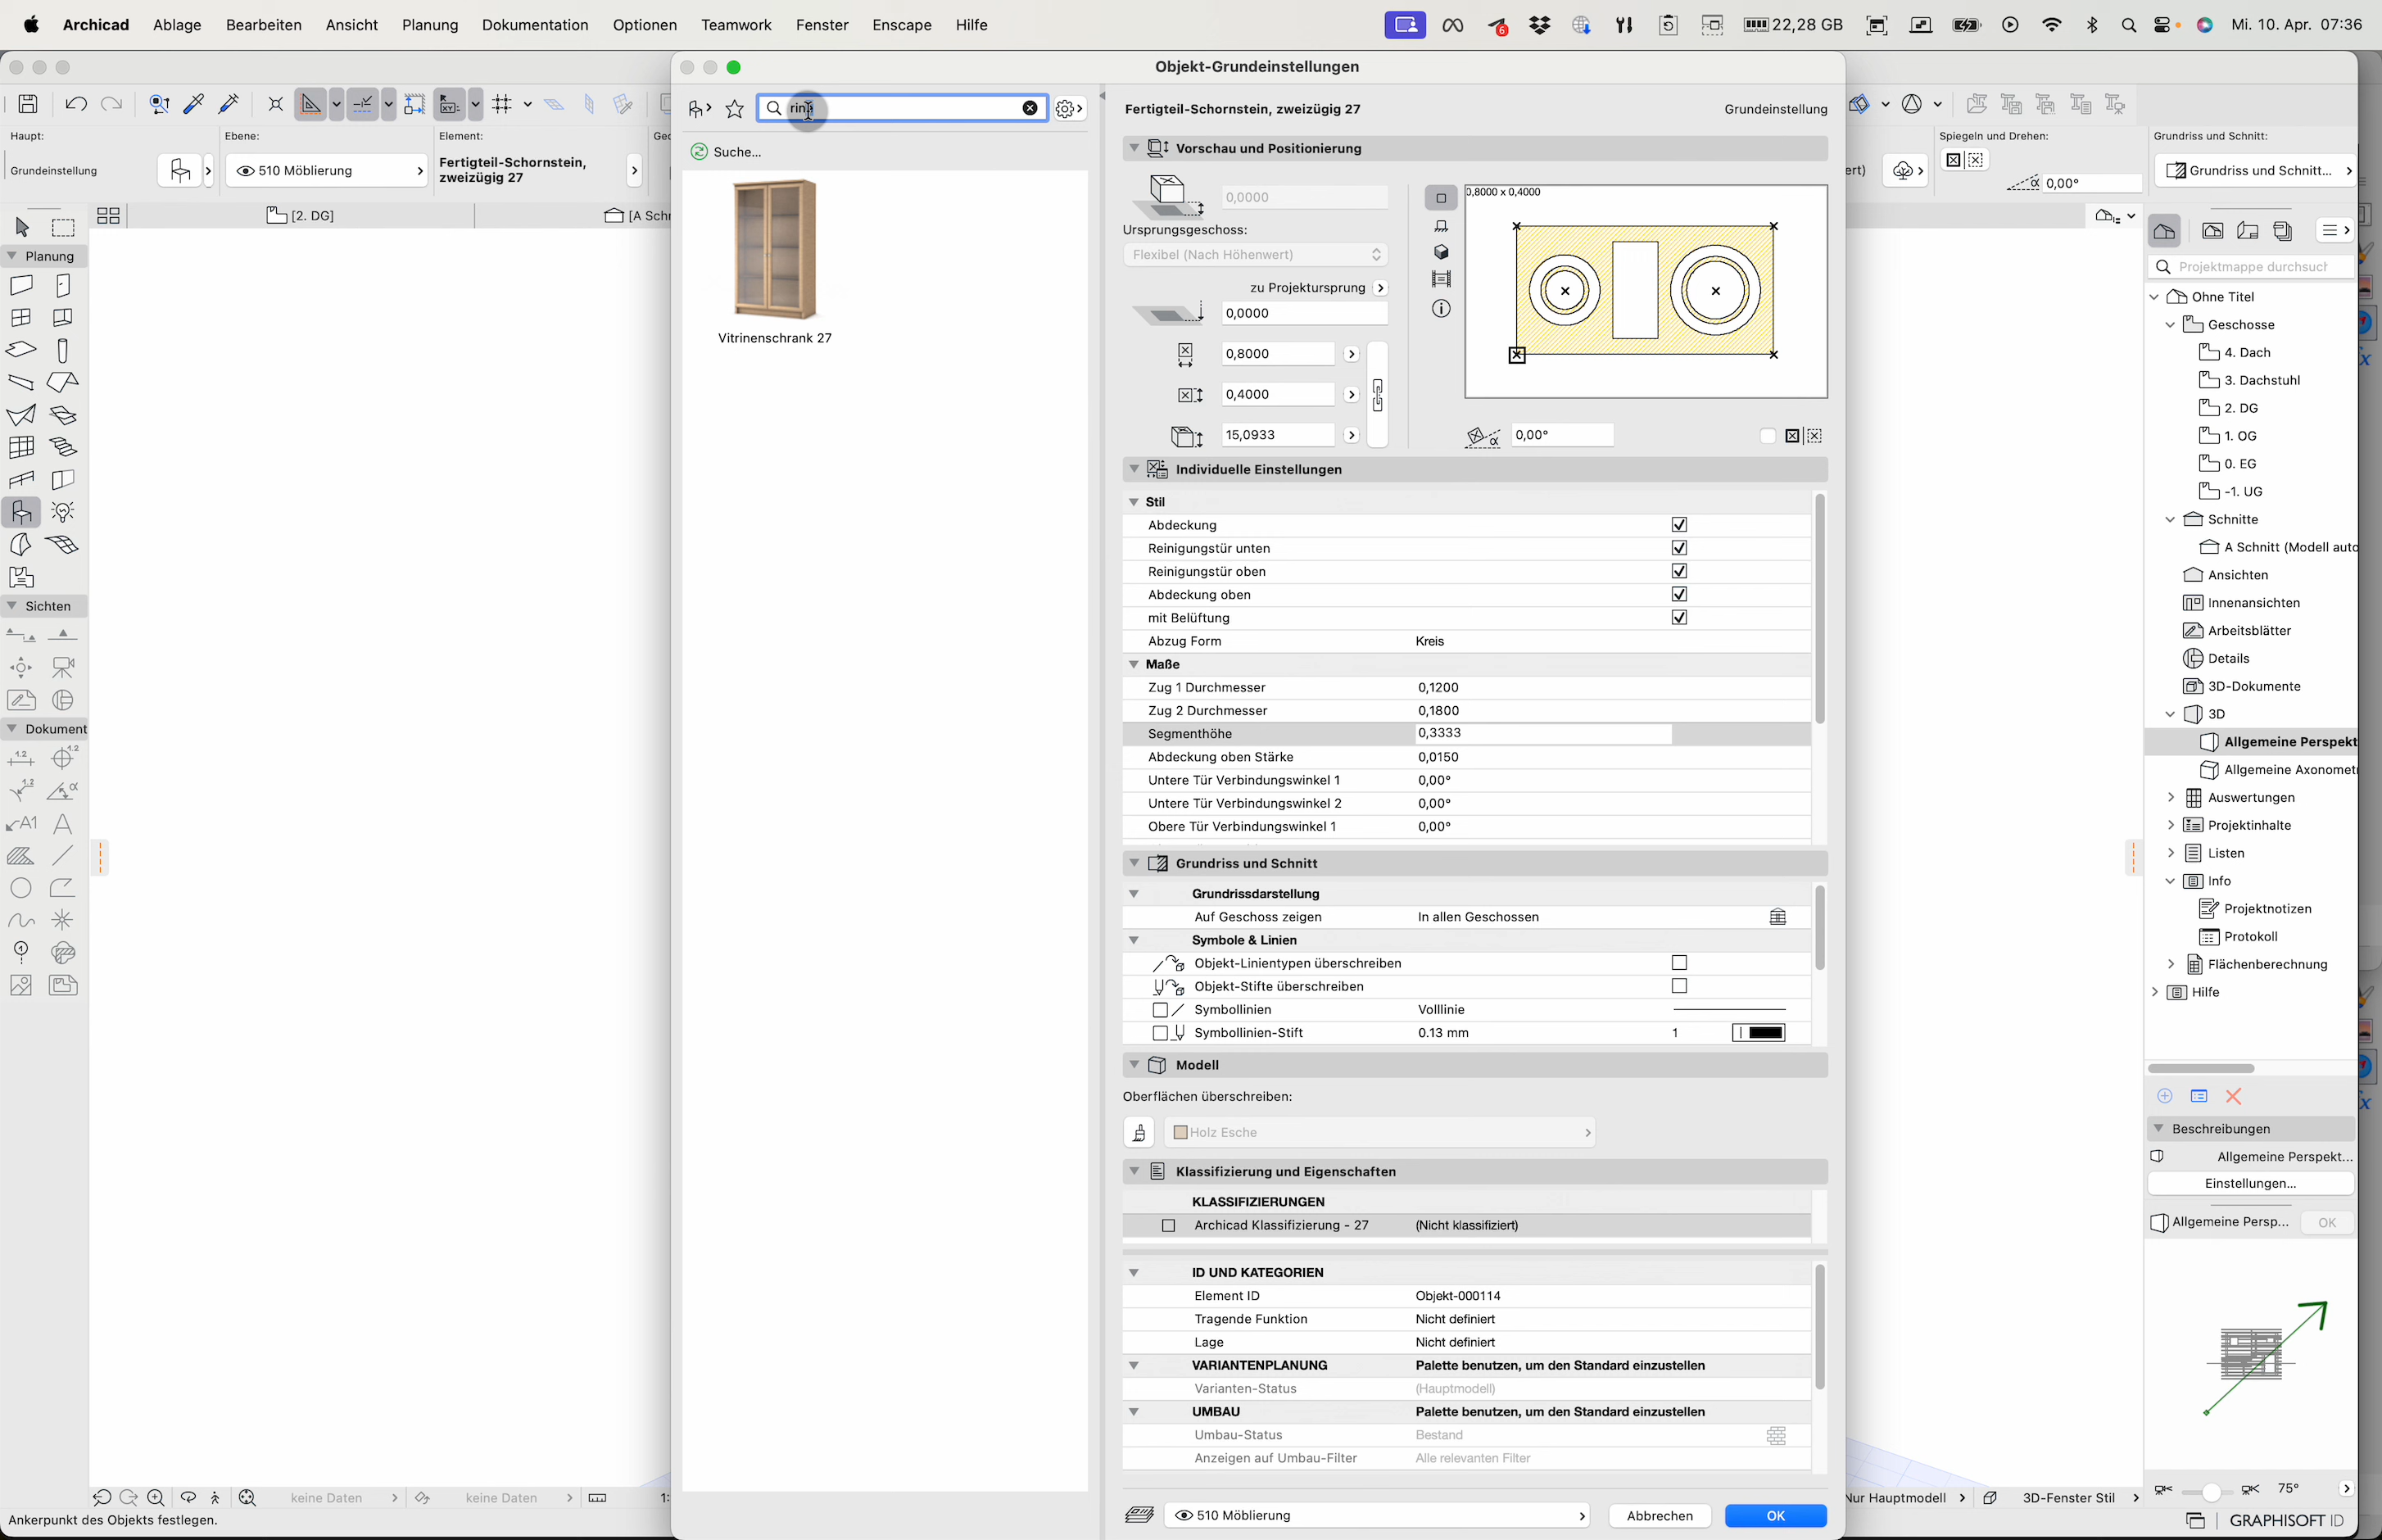 Archicad Ablage Bearbeiten Ansicht Planung Dokumentation Optionen Teamwork Fenster Enscape Hilfe
6
22,28 GB
Mi. 10. Apr. 07:36
Objekt-Grundeinstellungen
Haupt:
Ebene:
Element:
Grundeinstellung
510 Möblierung
Fertigteil-Schornstein,
zweizügig 27
[2. DG]
[A Schn
Planung
Sichten
Dokument
Suche...
Vitrinenschrank 27
Fertigteil-Schornstein, zweizügig 27
Grundeinstellung
Vorschau und Positionierung
0,0000
Ursprungsgeschoss:
Flexibel (Nach Höhenwert)
zu Projektursprung
0,0000
0,8000
0,4000
15,0933
0,8000 x 0,4000
0,00°
Individuelle Einstellungen
Stil
Abdeckung
Reinigungstür unten
Reinigungstür oben
Abdeckung oben
mit Belüftung
Abzug Form Kreis
Maße
Zug 1 Durchmesser 0,1200
Zug 2 Durchmesser 0,1800
Segmenthöhe 0,3333
Abdeckung oben Stärke 0,0150
Untere Tür Verbindungswinkel 1 0,00°
Untere Tür Verbindungswinkel 2 0,00°
Obere Tür Verbindungswinkel 1 0,00°
Grundriss und Schnitt
Grundrissdarstellung
Auf Geschoss zeigen In allen Geschossen
Symbole & Linien
Objekt-Linientypen überschreiben
Objekt-Stifte überschreiben
Symbollinien Volllinie
Symbollinien-Stift 0.13 mm 1
Modell
Oberflächen überschreiben:
Holz Esche
Klassifizierung und Eigenschaften
KLASSIFIZIERUNGEN
Archicad Klassifizierung - 27 (Nicht klassifiziert)
ID UND KATEGORIEN
Element ID Objekt-000114
Tragende Funktion Nicht definiert
Lage Nicht definiert
VARIANTENPLANUNG Palette benutzen, um den Standard einzustellen
Varianten-Status (Hauptmodell)
UMBAU Palette benutzen, um den Standard einzustellen
Umbau-Status Bestand
Anzeigen auf Umbau-Filter Alle relevanten Filter
510 Möblierung
Abbrechen
OK
Spiegeln und Drehen:
Grundriss und Schnitt:
0,00°
Grundriss und Schnitt...
Projektmappe durchsuch
Ohne Titel
Geschosse
4. Dach
3. Dachstuhl
2. DG
1. OG
0. EG
-1. UG
Schnitte
A Schnitt (Modell auto
Ansichten
Innenansichten
Arbeitsblätter
Details
3D-Dokumente
3D
Allgemeine Perspekt
Allgemeine Axonometr
Auswertungen
Projektinhalte
Listen
Info
Projektnotizen
Protokoll
Flächenberechnung
Hilfe
Beschreibungen
Allgemeine Perspekt...
Einstellungen...
Allgemeine Persp... OK
75°
keine Daten
keine Daten
Nur Hauptmodell
3D-Fenster Stil
Ankerpunkt des Objekts festlegen.
GRAPHISOFT ID